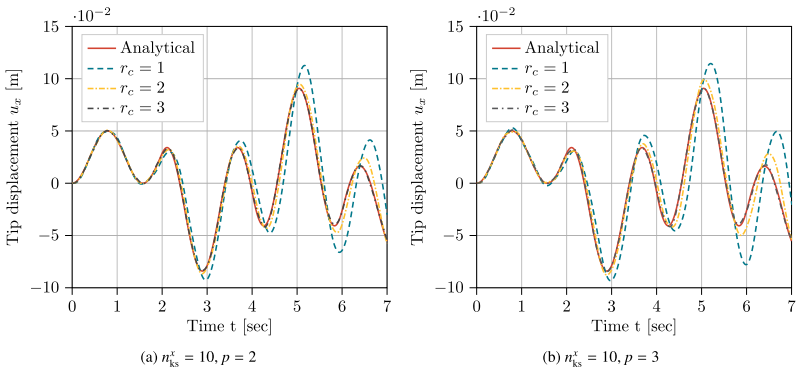 ·10⁻²
15
10
5
0
−5
−10
Tip displacement uₓ [m]
Analytical
r_c = 1
r_c = 2
r_c = 3
0 1 2 3 4 5 6 7
Time t [sec]
(a) n^x_ks = 10, p = 2
·10⁻²
15
10
5
0
−5
−10
Tip displacement uₓ [m]
Analytical
r_c = 1
r_c = 2
r_c = 3
0 1 2 3 4 5 6 7
Time t [sec]
(b) n^x_ks = 10, p = 3